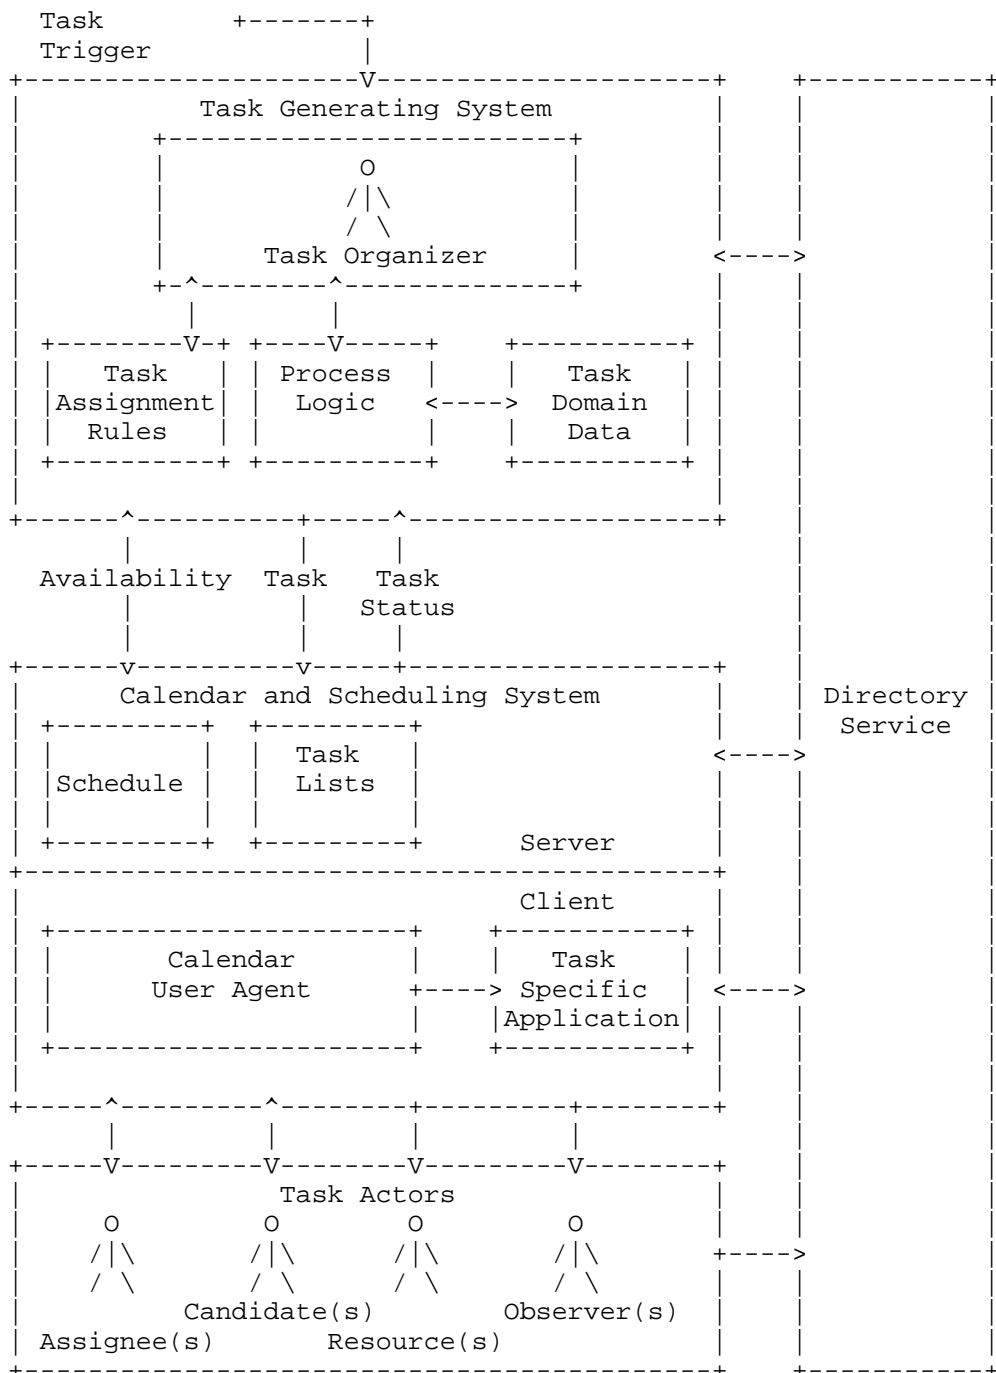 Task
Trigger
Task Generating System
Task Organizer
Task Process Task
Assignment Logic Domain
Rules Data
Availability Task Task
Status
Calendar and Scheduling System Directory
Service
Task
Schedule Lists
Server
Client
Calendar Task
User Agent Specific
Application
Task Actors
Candidate(s) Observer(s)
Assignee(s) Resource(s)